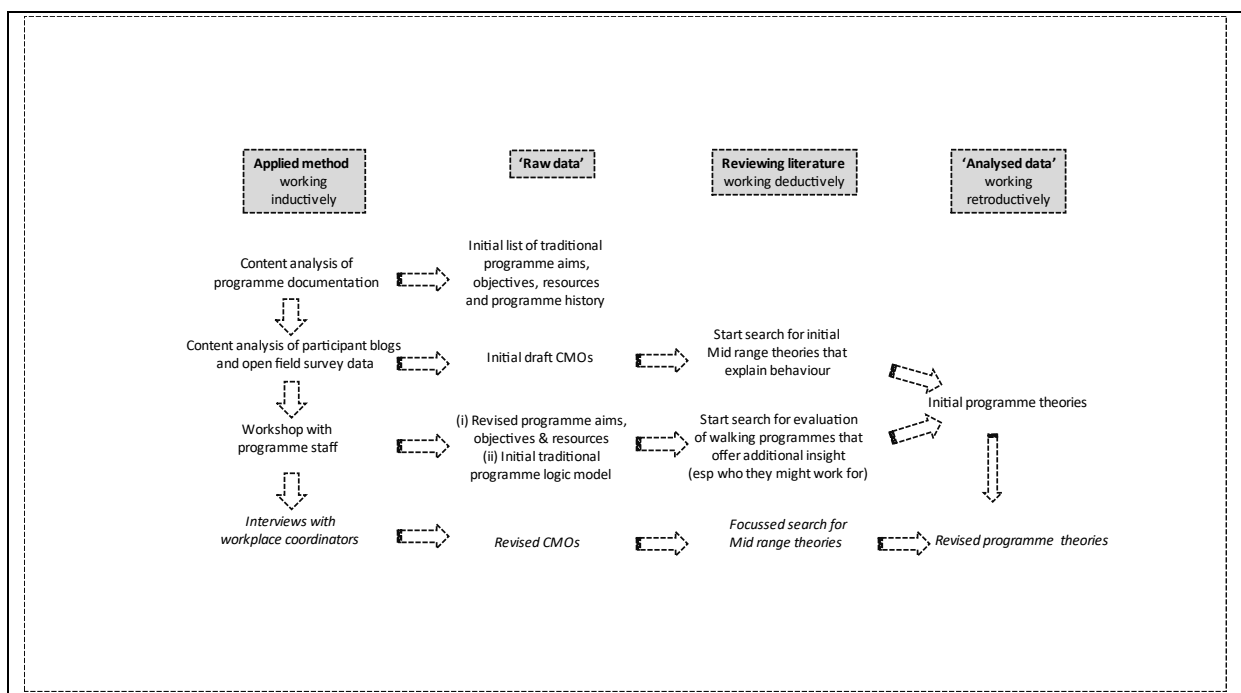 Applied method
working
inductively
'Raw data'
Reviewing literature
working deductively
'Analysed data'
working
retroductively
Content analysis of
programme documentation
Initial list of traditional
programme aims,
objectives, resources
and programme history
Content analysis of participant blogs
and open field survey data
Initial draft CMOs
Start search for initial
Mid range theories that
explain behaviour
Initial programme theories
Workshop with
programme staff
(i) Revised programme aims,
objectives & resources
(ii) Initial traditional
programme logic model
Start search for evaluation
of walking programmes that
offer additional insight
(esp who they might work for)
Interviews with
workplace coordinators
Revised CMOs
Focussed search for
Mid range theories
Revised programme theories